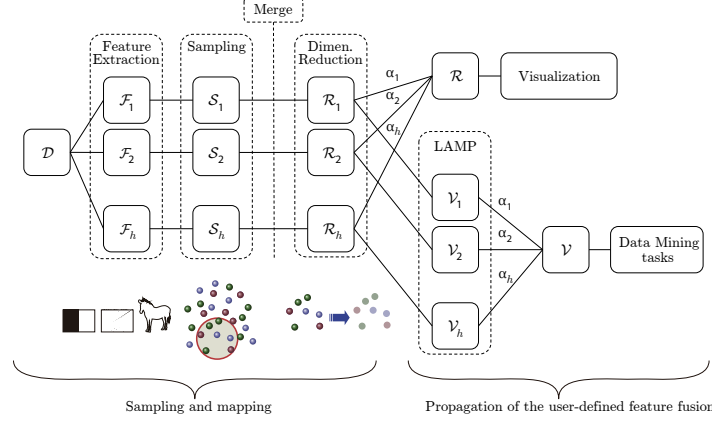 Merge
Feature
Extraction
Sampling
Dimen.
Reduction
α₁
α₂
αₕ
ℛ
Visualization
ℱ₁
𝒮₁
ℛ₁
𝒟
ℱ₂
𝒮₂
ℛ₂
ℱₕ
𝒮ₕ
ℛₕ
LAMP
𝒱₁
𝒱₂
𝒱ₕ
α₁
α₂
αₕ
𝒱
Data Mining
tasks
Sampling and mapping
Propagation of the user-defined feature fusion